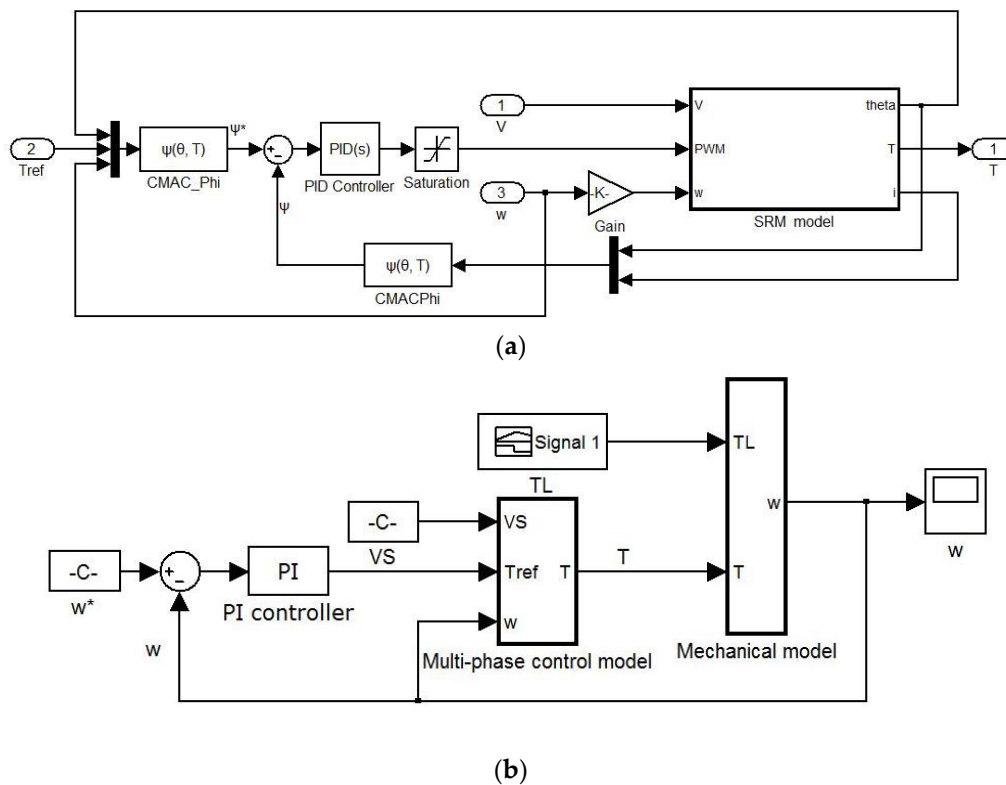 theta
V
1
V
2
Tref
ψ*
ψ(θ, T)
CMAC_Phi
+
-
PID(s)
PID Controller
Saturation
PWM
T
1
T
3
w
-K-
Gain
w
i
SRM model
ψ
ψ(θ, T)
CMACPhi
(a)
Signal 1
TL
TL
-C-
VS
VS
w
w
-C-
w*
+
-
PI
PI controller
Tref
T
T
T
w
w
Multi-phase control model
Mechanical model
(b)